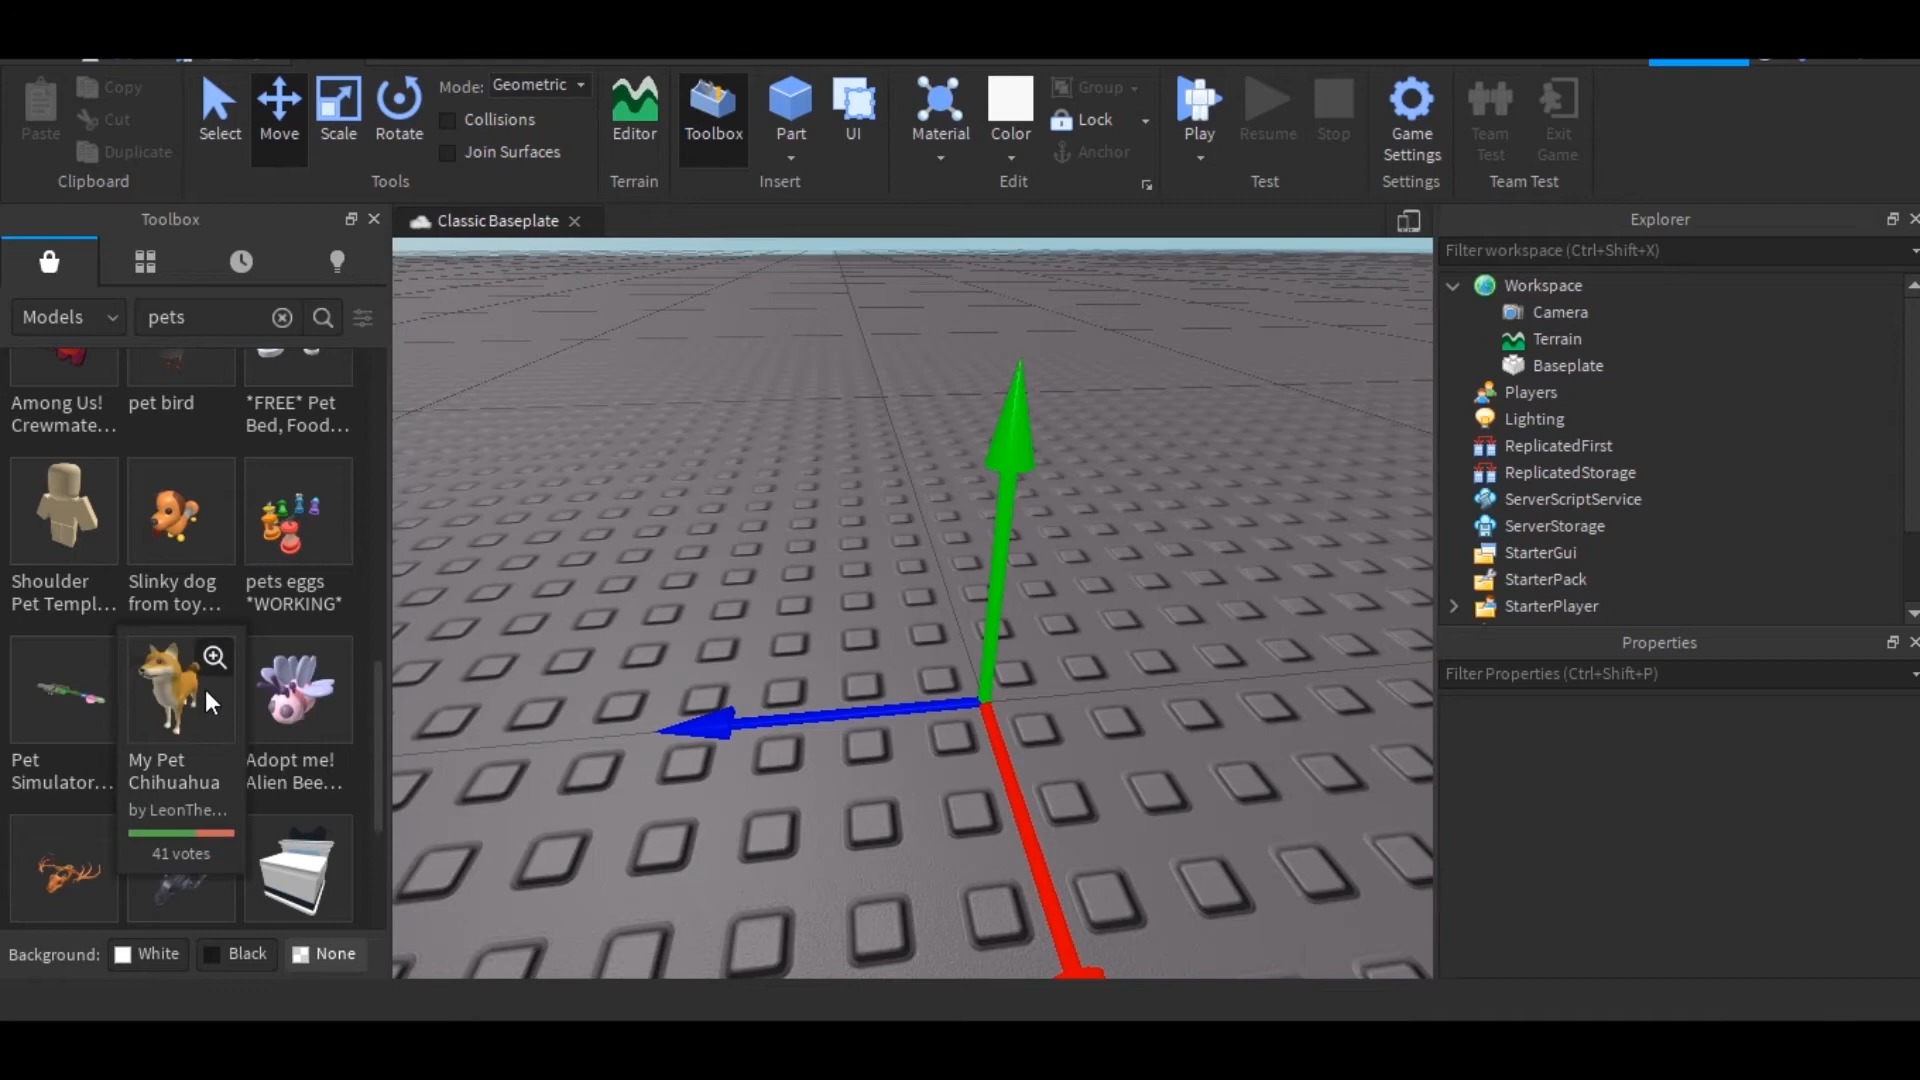 Paste
Copy
Cut
Duplicate
Clipboard
Select
Move
Scale
Rotate
Mode: Geometric
Collisions
Join Surfaces
Tools
Editor
Terrain
Toolbox
Part
UI
Insert
Material
Color
Group
Lock
Anchor
Edit
Play
Resume
Stop
Test
Game
Settings
Settings
Team
Test
Exit
Game
Team Test
Toolbox
Classic Baseplate
Explorer
Models
pets
Filter workspace (Ctrl+Shift+X)
Workspace
Camera
Terrain
Baseplate
Players
Lighting
ReplicatedFirst
ReplicatedStorage
ServerScriptService
ServerStorage
StarterGui
StarterPack
StarterPlayer
Properties
Filter Properties (Ctrl+Shift+P)
Among Us!
Crewmate...
pet bird
*FREE* Pet
Bed, Food...
Shoulder
Pet Templ...
Slinky dog
from toy...
pets eggs
*WORKING*
Pet
Simulator...
My Pet
Chihuahua
by LeonThe...
41 votes
Adopt me!
Alien Bee...
Background: White Black None